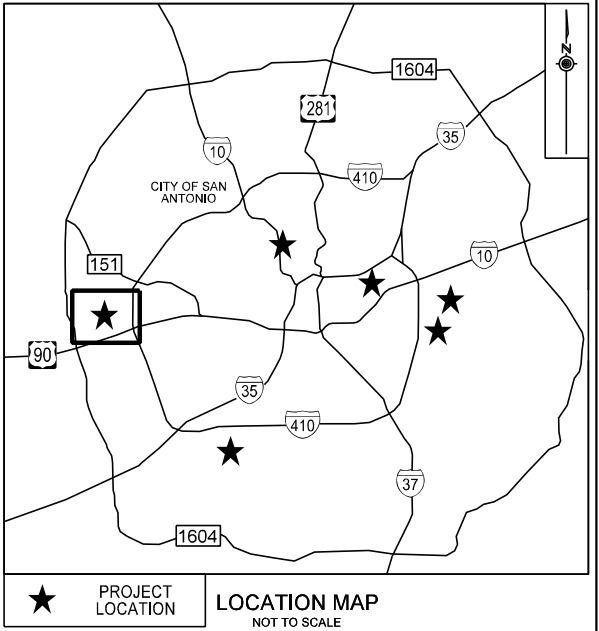 1604
N
281
35
10
410
CITY OF SAN
ANTONIO
10
151
90
35
410
37
1604
PROJECT
LOCATION
LOCATION MAP
NOT TO SCALE